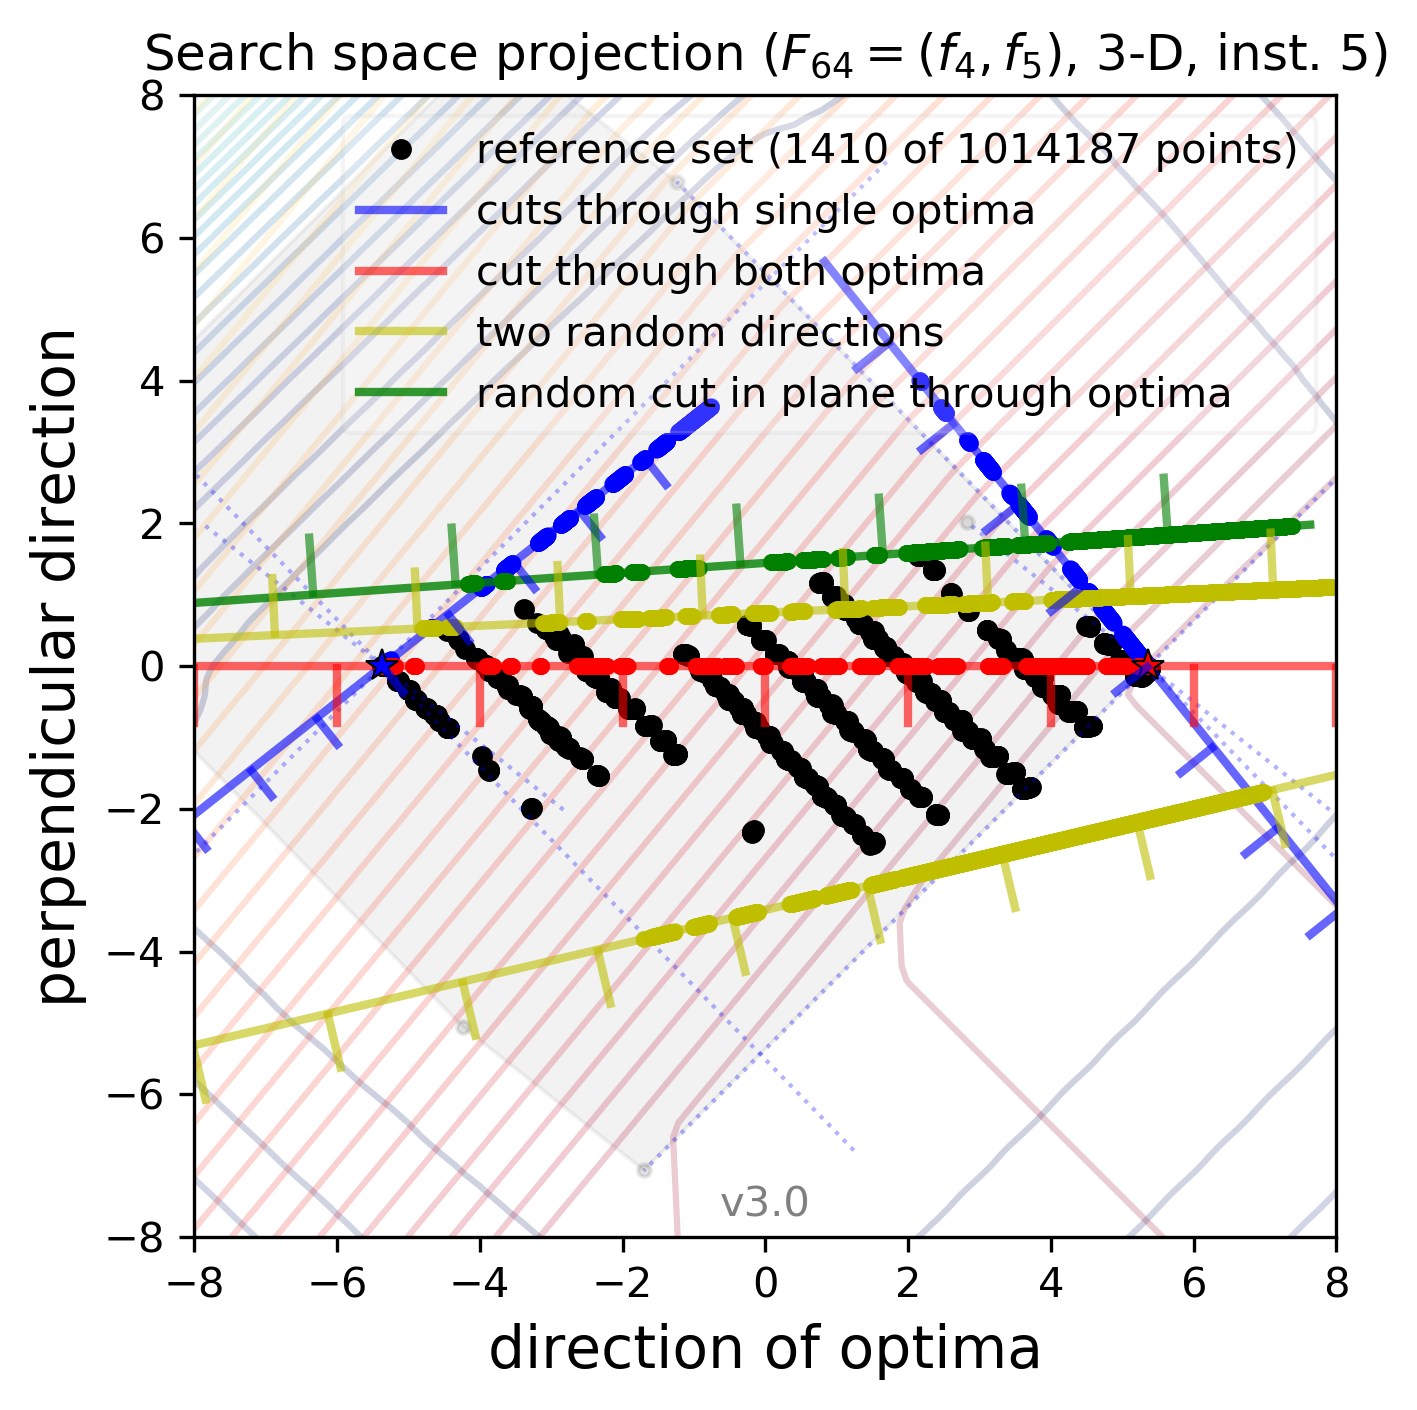 Search space projection (F64 = (f4, f5), 3-D, inst. 5)
reference set (1410 of 1014187 points)
cuts through single optima
cut through both optima
two random directions
random cut in plane through optima
8
6
4
2
0
−2
−4
−6
−8
perpendicular direction
v3.0
−8 −6 −4 −2 0 2 4 6 8
direction of optima